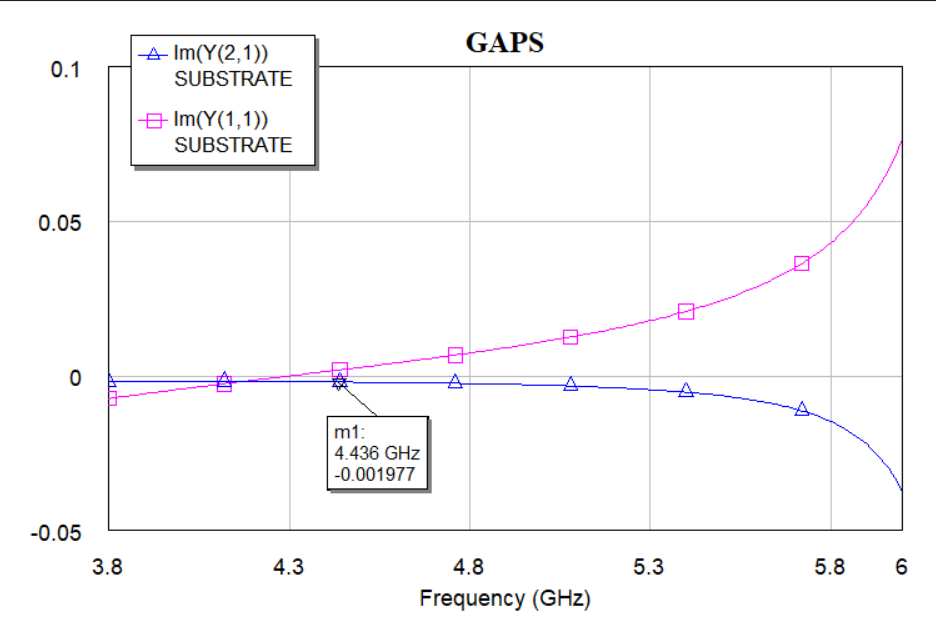 GAPS
Im(Y(2,1))
SUBSTRATE
Im(Y(1,1))
SUBSTRATE
0.1
0.05
0
-0.05
m1:
4.436 GHz
-0.001977
3.8 4.3 4.8 5.3 5.8 6
Frequency (GHz)